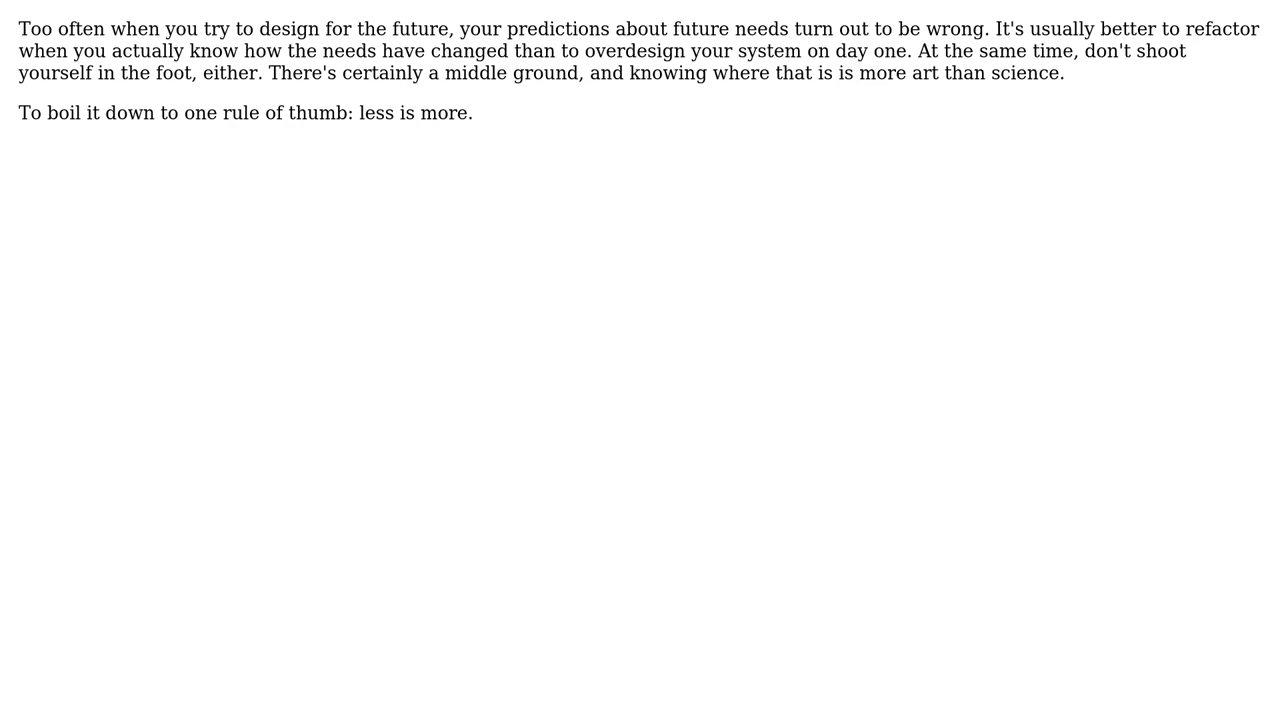 Too often when you try to design for the future, your predictions about future needs turn out to be wrong. It's usually better to refactor
when you actually know how the needs have changed than to overdesign your system on day one. At the same time, don't shoot
yourself in the foot, either. There's certainly a middle ground, and knowing where that is is more art than science.
To boil it down to one rule of thumb: less is more.